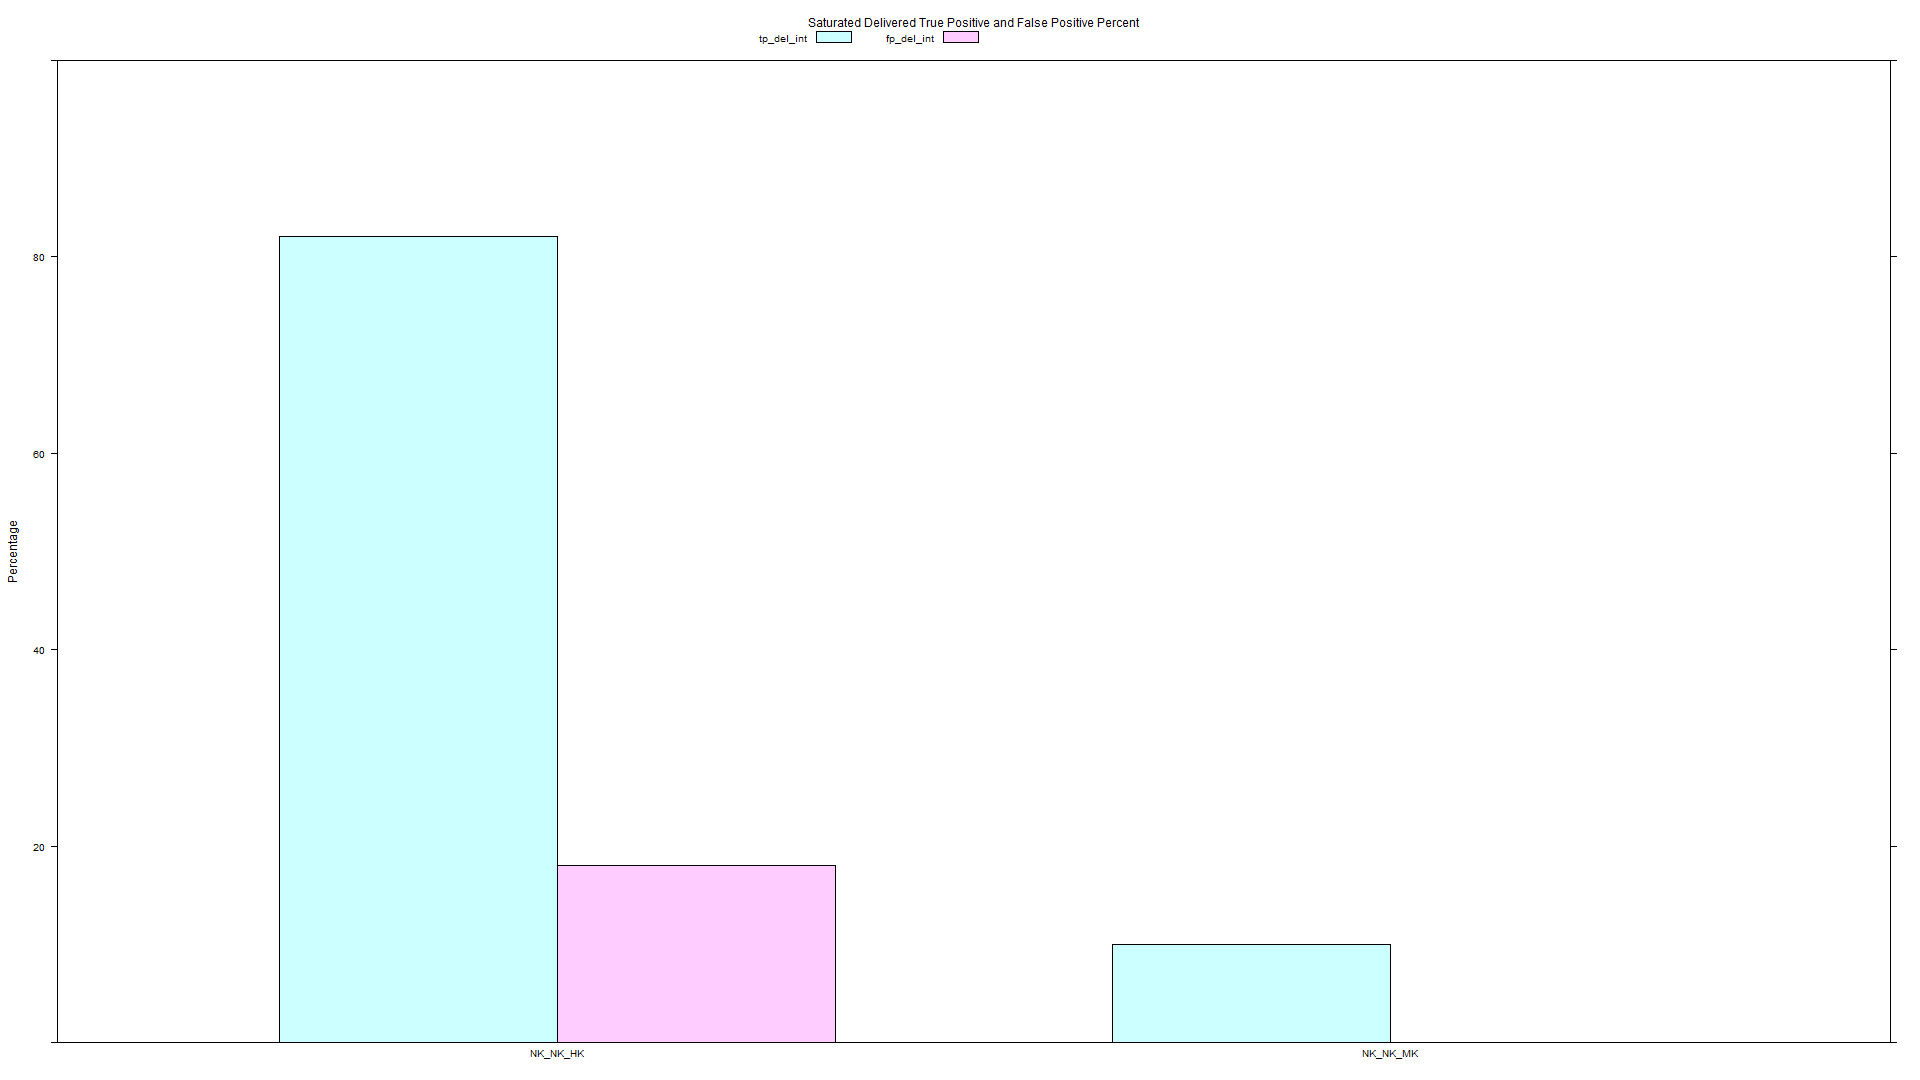 Saturated Delivered True Positive and False Positive Percent
tp_del_int fp_del_int
80
60
40
20
Percentage
NK_NK_HK NK_NK_MK